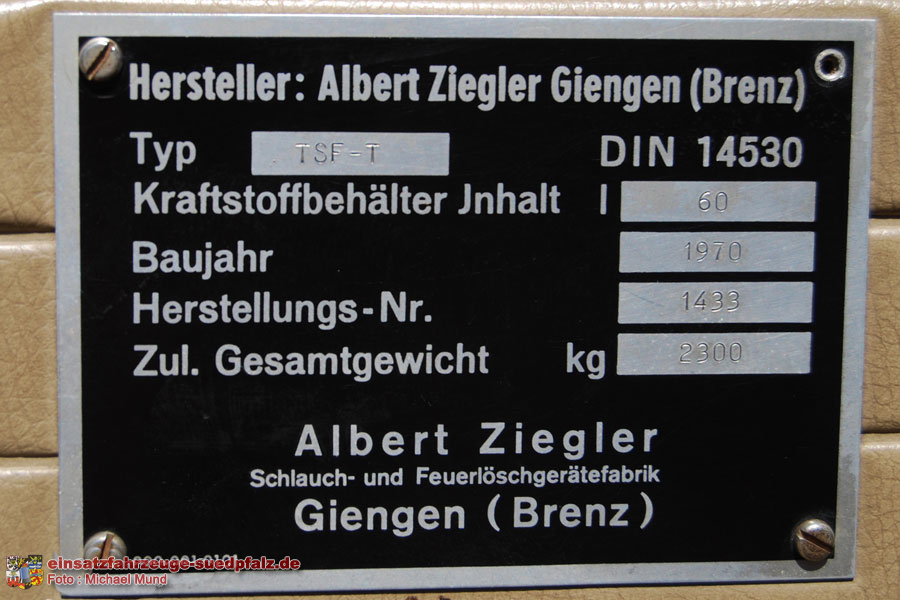 Hersteller: Albert Ziegler Giengen (Brenz)
Typ TSF-T DIN 14530
Kraftstoffbehälter Jnhalt l 60
Baujahr 1970
Herstellungs-Nr. 1433
Zul. Gesamtgewicht kg 2300
Albert Ziegler
Schlauch- und Feuerlöschgerätefabrik
Giengen (Brenz)
einsatzfahrzeuge-suedpfalz.de
Foto : Michael Mund